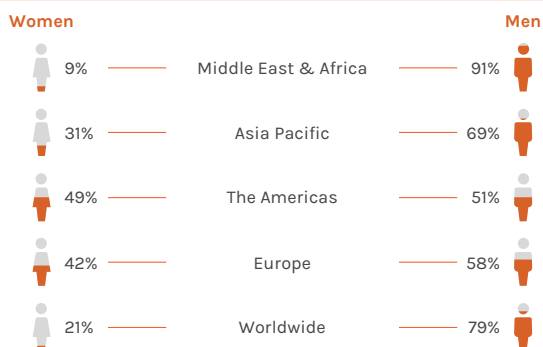 Women Men
9% Middle East & Africa 91%
31% Asia Pacific 69%
49% The Americas 51%
42% Europe 58%
21% Worldwide 79%